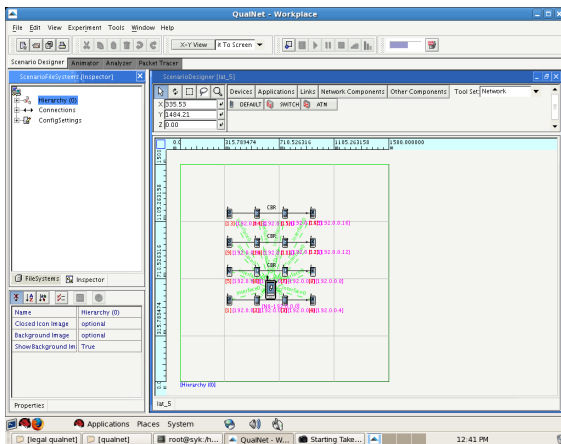 QualNet - Workplace
File Edit View Experiment Tools Window Help
X-Y View It To Screen
Scenario Designer Animator Analyzer Packet Tracer
ScenarioFileSystem (Inspector)
Hierarchy (0)
Connections
ConfigSettings
FileSystems Inspector
Name Hierarchy (0)
Closed Icon Image optional
Background Image optional
ShowBackground Im True
Properties
ScenarioDesigner [lat_5]
X 335.53
Y 1484.21
Z 0.00
Devices Applications Links Network Components Other Components Tool Set: Network
DEFAULT SWITCH ATM
0.0 315.789474 710.526316 1105.263158 1500.000000
CBR
CBR
CBR
[Hierarchy (0)]
lat_5
Applications Places System
[legal qualnet] [qualnet] root@syk:/h... QualNet - W... Starting Take... 12:41 PM